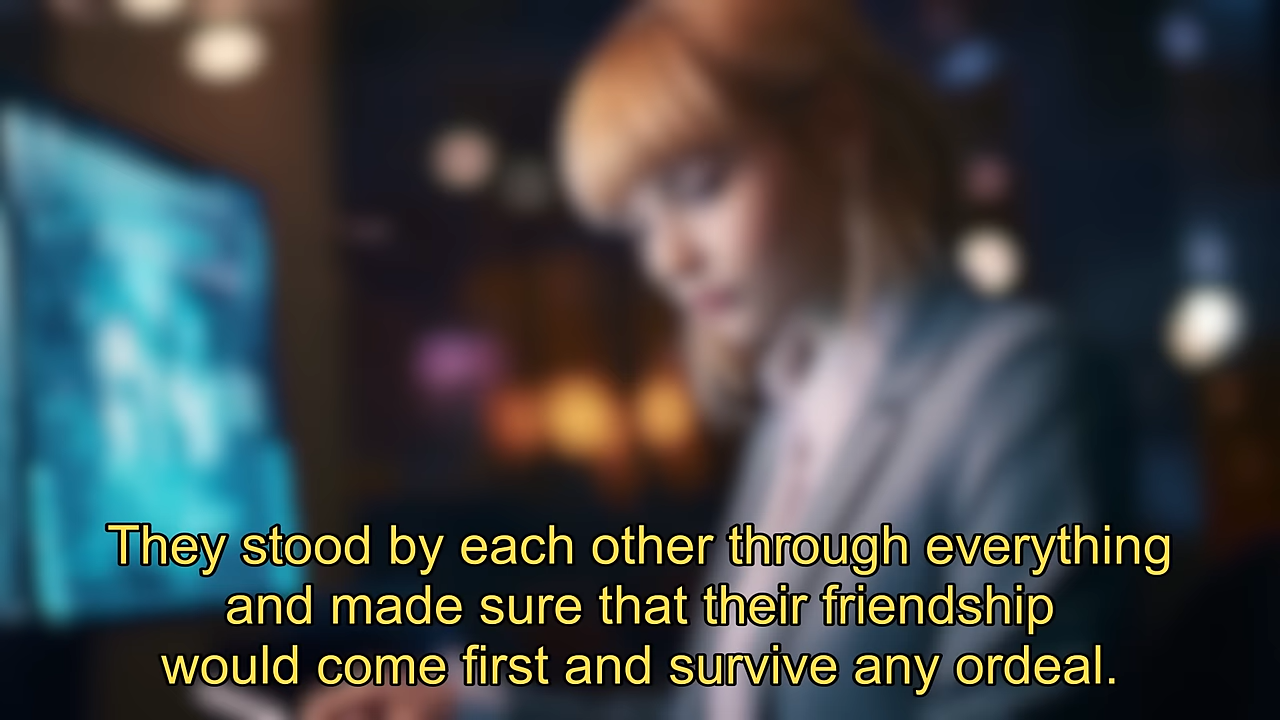 They stood by each other through everything
and made sure that their friendship
would come first and survive any ordeal.